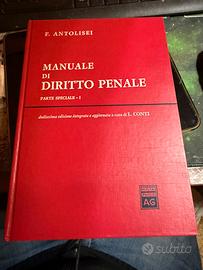 F. ANTOLISEI
MANUALE
DI
DIRITTO PENALE
PARTE SPECIALE - I
dodicesima edizione integrata e aggiornata a cura di L. CONTI
AG
subito